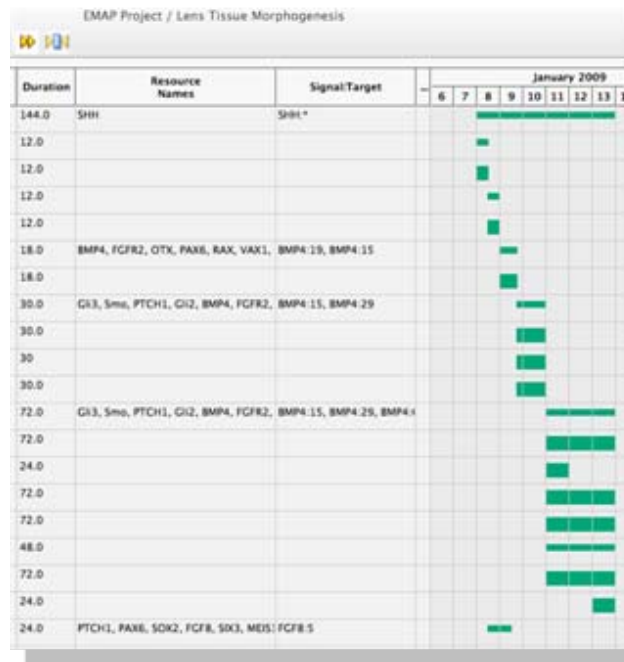 EMAP Project / Lens Tissue Morphogenesis
Duration Resource Names Signal:Target – January 2009
6 7 8 9 10 11 12 13 1
144.0 SHH SHH:*
12.0
12.0
12.0
12.0
18.0 BMP4, FGFR2, OTX, PAX6, RAX, VAX1, BMP4:19, BMP4:15
18.0
30.0 Gli3, Smo, PTCH1, Gli2, BMP4, FGFR2, BMP4:15, BMP4:29
30.0
30
30.0
72.0 Gli3, Smo, PTCH1, Gli2, BMP4, FGFR2, BMP4:15, BMP4:29, BMP4:
72.0
24.0
72.0
72.0
48.0
72.0
24.0
24.0 PTCH1, PAX6, SOX2, FGF8, SIX3, MEIS FGF8:5